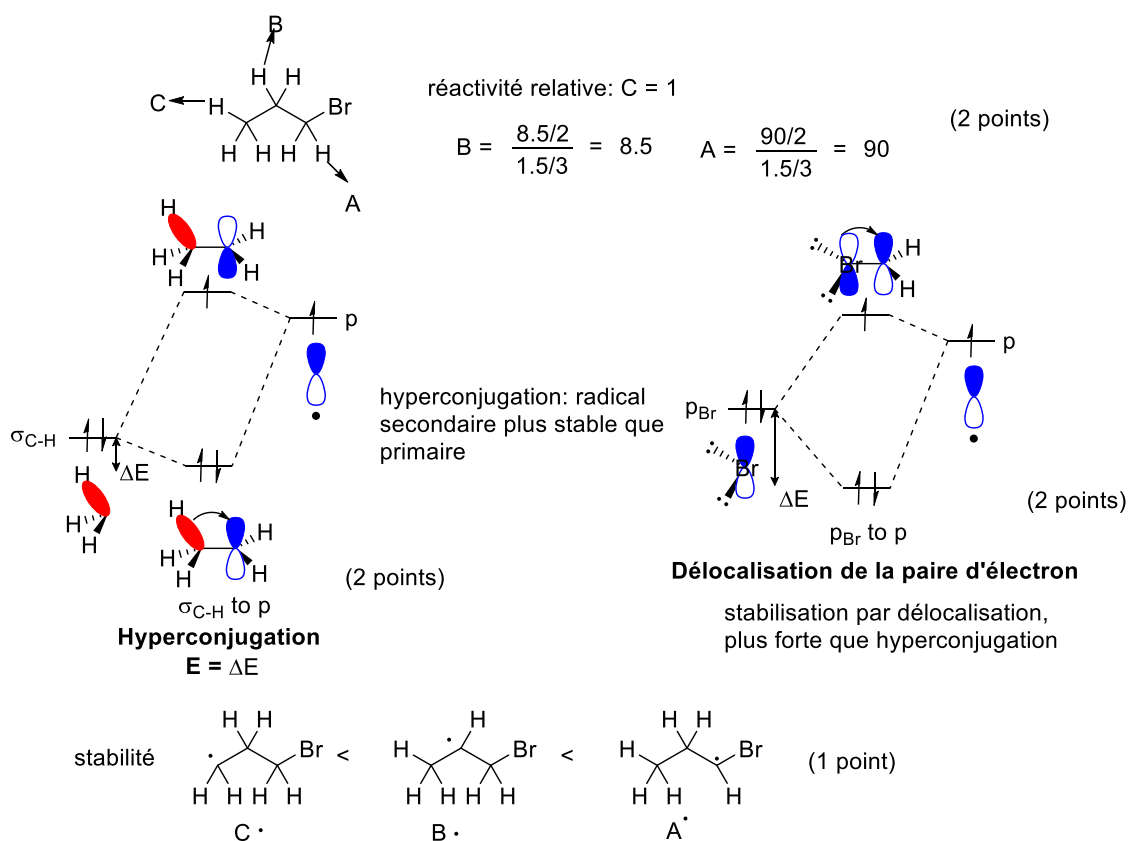 B
H H
C H Br
H H H H
A
réactivité relative: C = 1
B = 8.5/2 / 1.5/3 = 8.5
A = 90/2 / 1.5/3 = 90
(2 points)
H
H
H
H
H
p
σC-H
ΔE
H
H
H
H
H
H
H
H
σC-H to p
Hyperconjugation
E = ΔE
(2 points)
hyperconjugation: radical
secondaire plus stable que
primaire
Br
H
H
p
pBr
Br
ΔE
pBr to p
(2 points)
Délocalisation de la paire d'électron
stabilisation par délocalisation,
plus forte que hyperconjugation
stabilité
H H
Br
H H H H
C •
<
H
H
Br
H H H H
B •
<
H H
H
Br
H H H
A •
(1 point)